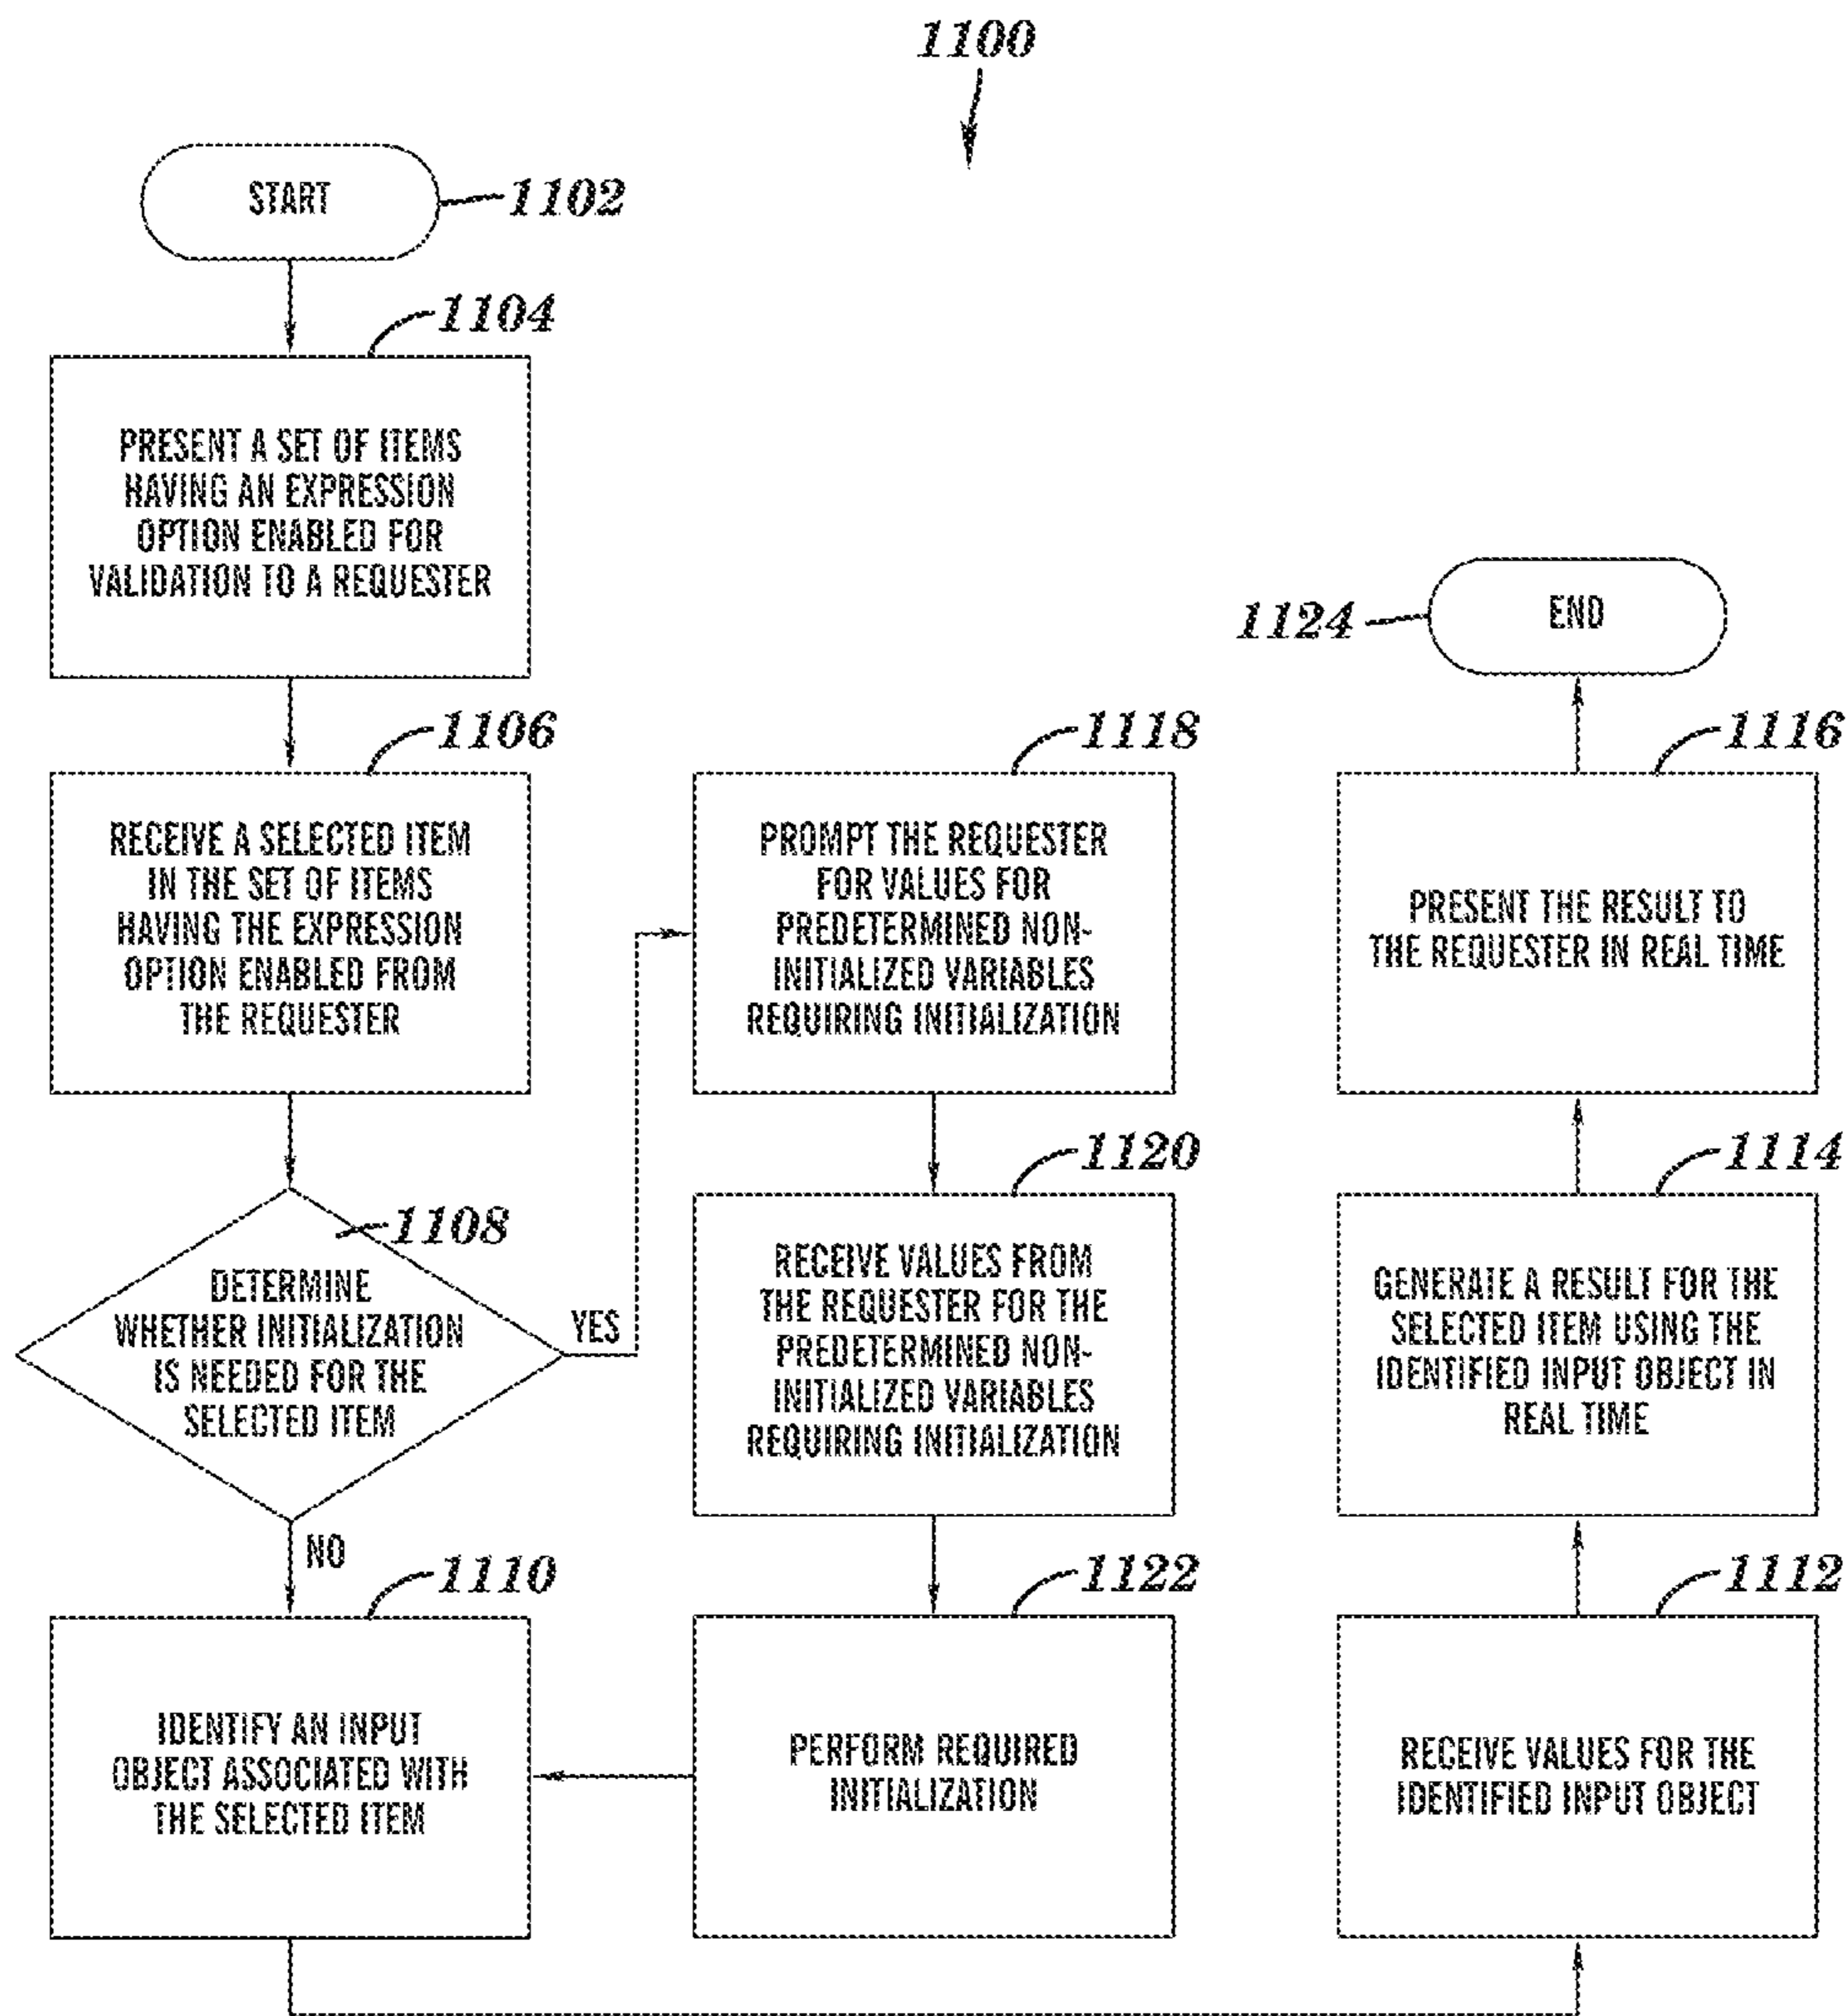 1100
START
1102
1104
PRESENT A SET OF ITEMS
HAVING AN EXPRESSION
OPTION ENABLED FOR
VALIDATION TO A REQUESTER
1106
RECEIVE A SELECTED ITEM
IN THE SET OF ITEMS
HAVING THE EXPRESSION
OPTION ENABLED FROM
THE REQUESTER
1108
DETERMINE
WHETHER INITIALIZATION
IS NEEDED FOR THE
SELECTED ITEM
YES
NO
1110
IDENTIFY AN INPUT
OBJECT ASSOCIATED WITH
THE SELECTED ITEM
1118
PROMPT THE REQUESTER
FOR VALUES FOR
PREDETERMINED NON-
INITIALIZED VARIABLES
REQUIRING INITIALIZATION
1120
RECEIVE VALUES FROM
THE REQUESTER FOR THE
PREDETERMINED NON-
INITIALIZED VARIABLES
REQUIRING INITIALIZATION
1122
PERFORM REQUIRED
INITIALIZATION
1124
END
1116
PRESENT THE RESULT TO
THE REQUESTER IN REAL TIME
1114
GENERATE A RESULT FOR THE
SELECTED ITEM USING THE
IDENTIFIED INPUT OBJECT IN
REAL TIME
1112
RECEIVE VALUES FOR THE
IDENTIFIED INPUT OBJECT